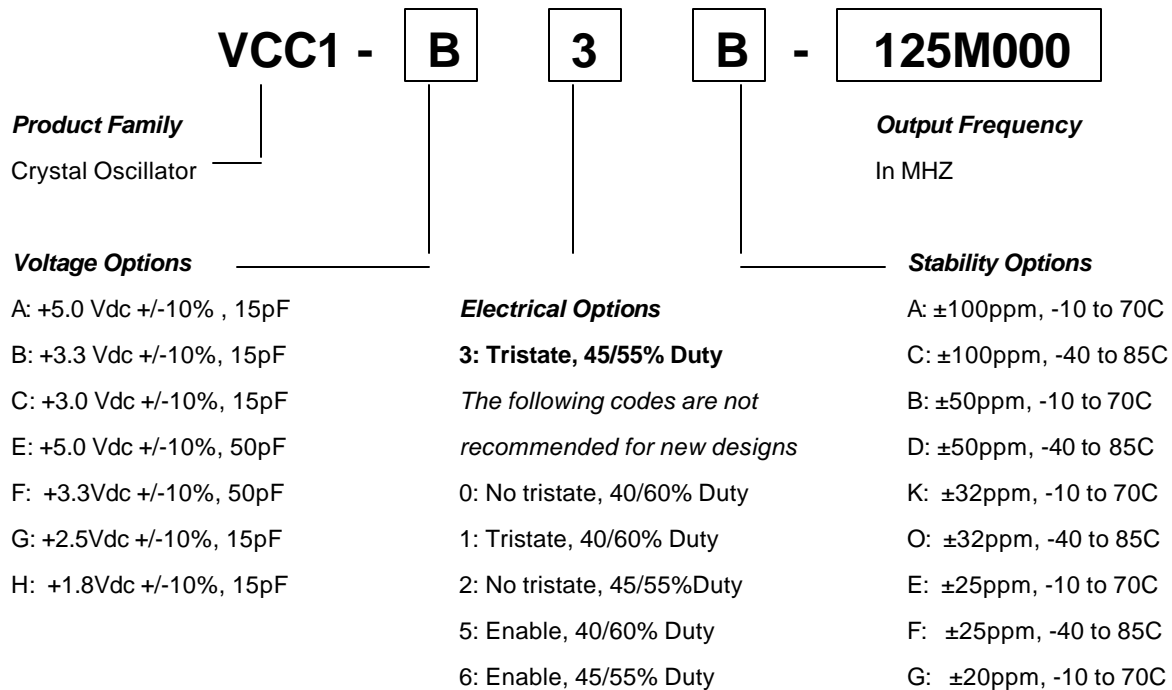 VCC1 - B 3 B - 125M000
Product Family
Crystal Oscillator
Output Frequency
In MHZ
Voltage Options
A: +5.0 Vdc +/-10% , 15pF
B: +3.3 Vdc +/-10%, 15pF
C: +3.0 Vdc +/-10%, 15pF
E: +5.0 Vdc +/-10%, 50pF
F: +3.3Vdc +/-10%, 50pF
G: +2.5Vdc +/-10%, 15pF
H: +1.8Vdc +/-10%, 15pF
Electrical Options
3: Tristate, 45/55% Duty
The following codes are not
recommended for new designs
0: No tristate, 40/60% Duty
1: Tristate, 40/60% Duty
2: No tristate, 45/55%Duty
5: Enable, 40/60% Duty
6: Enable, 45/55% Duty
Stability Options
A: ±100ppm, -10 to 70C
C: ±100ppm, -40 to 85C
B: ±50ppm, -10 to 70C
D: ±50ppm, -40 to 85C
K: ±32ppm, -10 to 70C
O: ±32ppm, -40 to 85C
E: ±25ppm, -10 to 70C
F: ±25ppm, -40 to 85C
G: ±20ppm, -10 to 70C